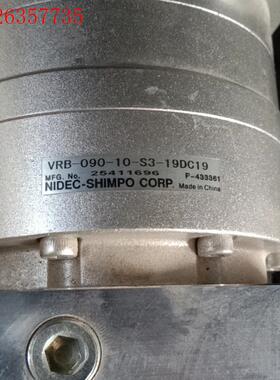 26357735
VRB-090-10-S3-19DC19
MFG. No. 25411696 P-433361
NIDEC-SHIMPO CORP. Made in China